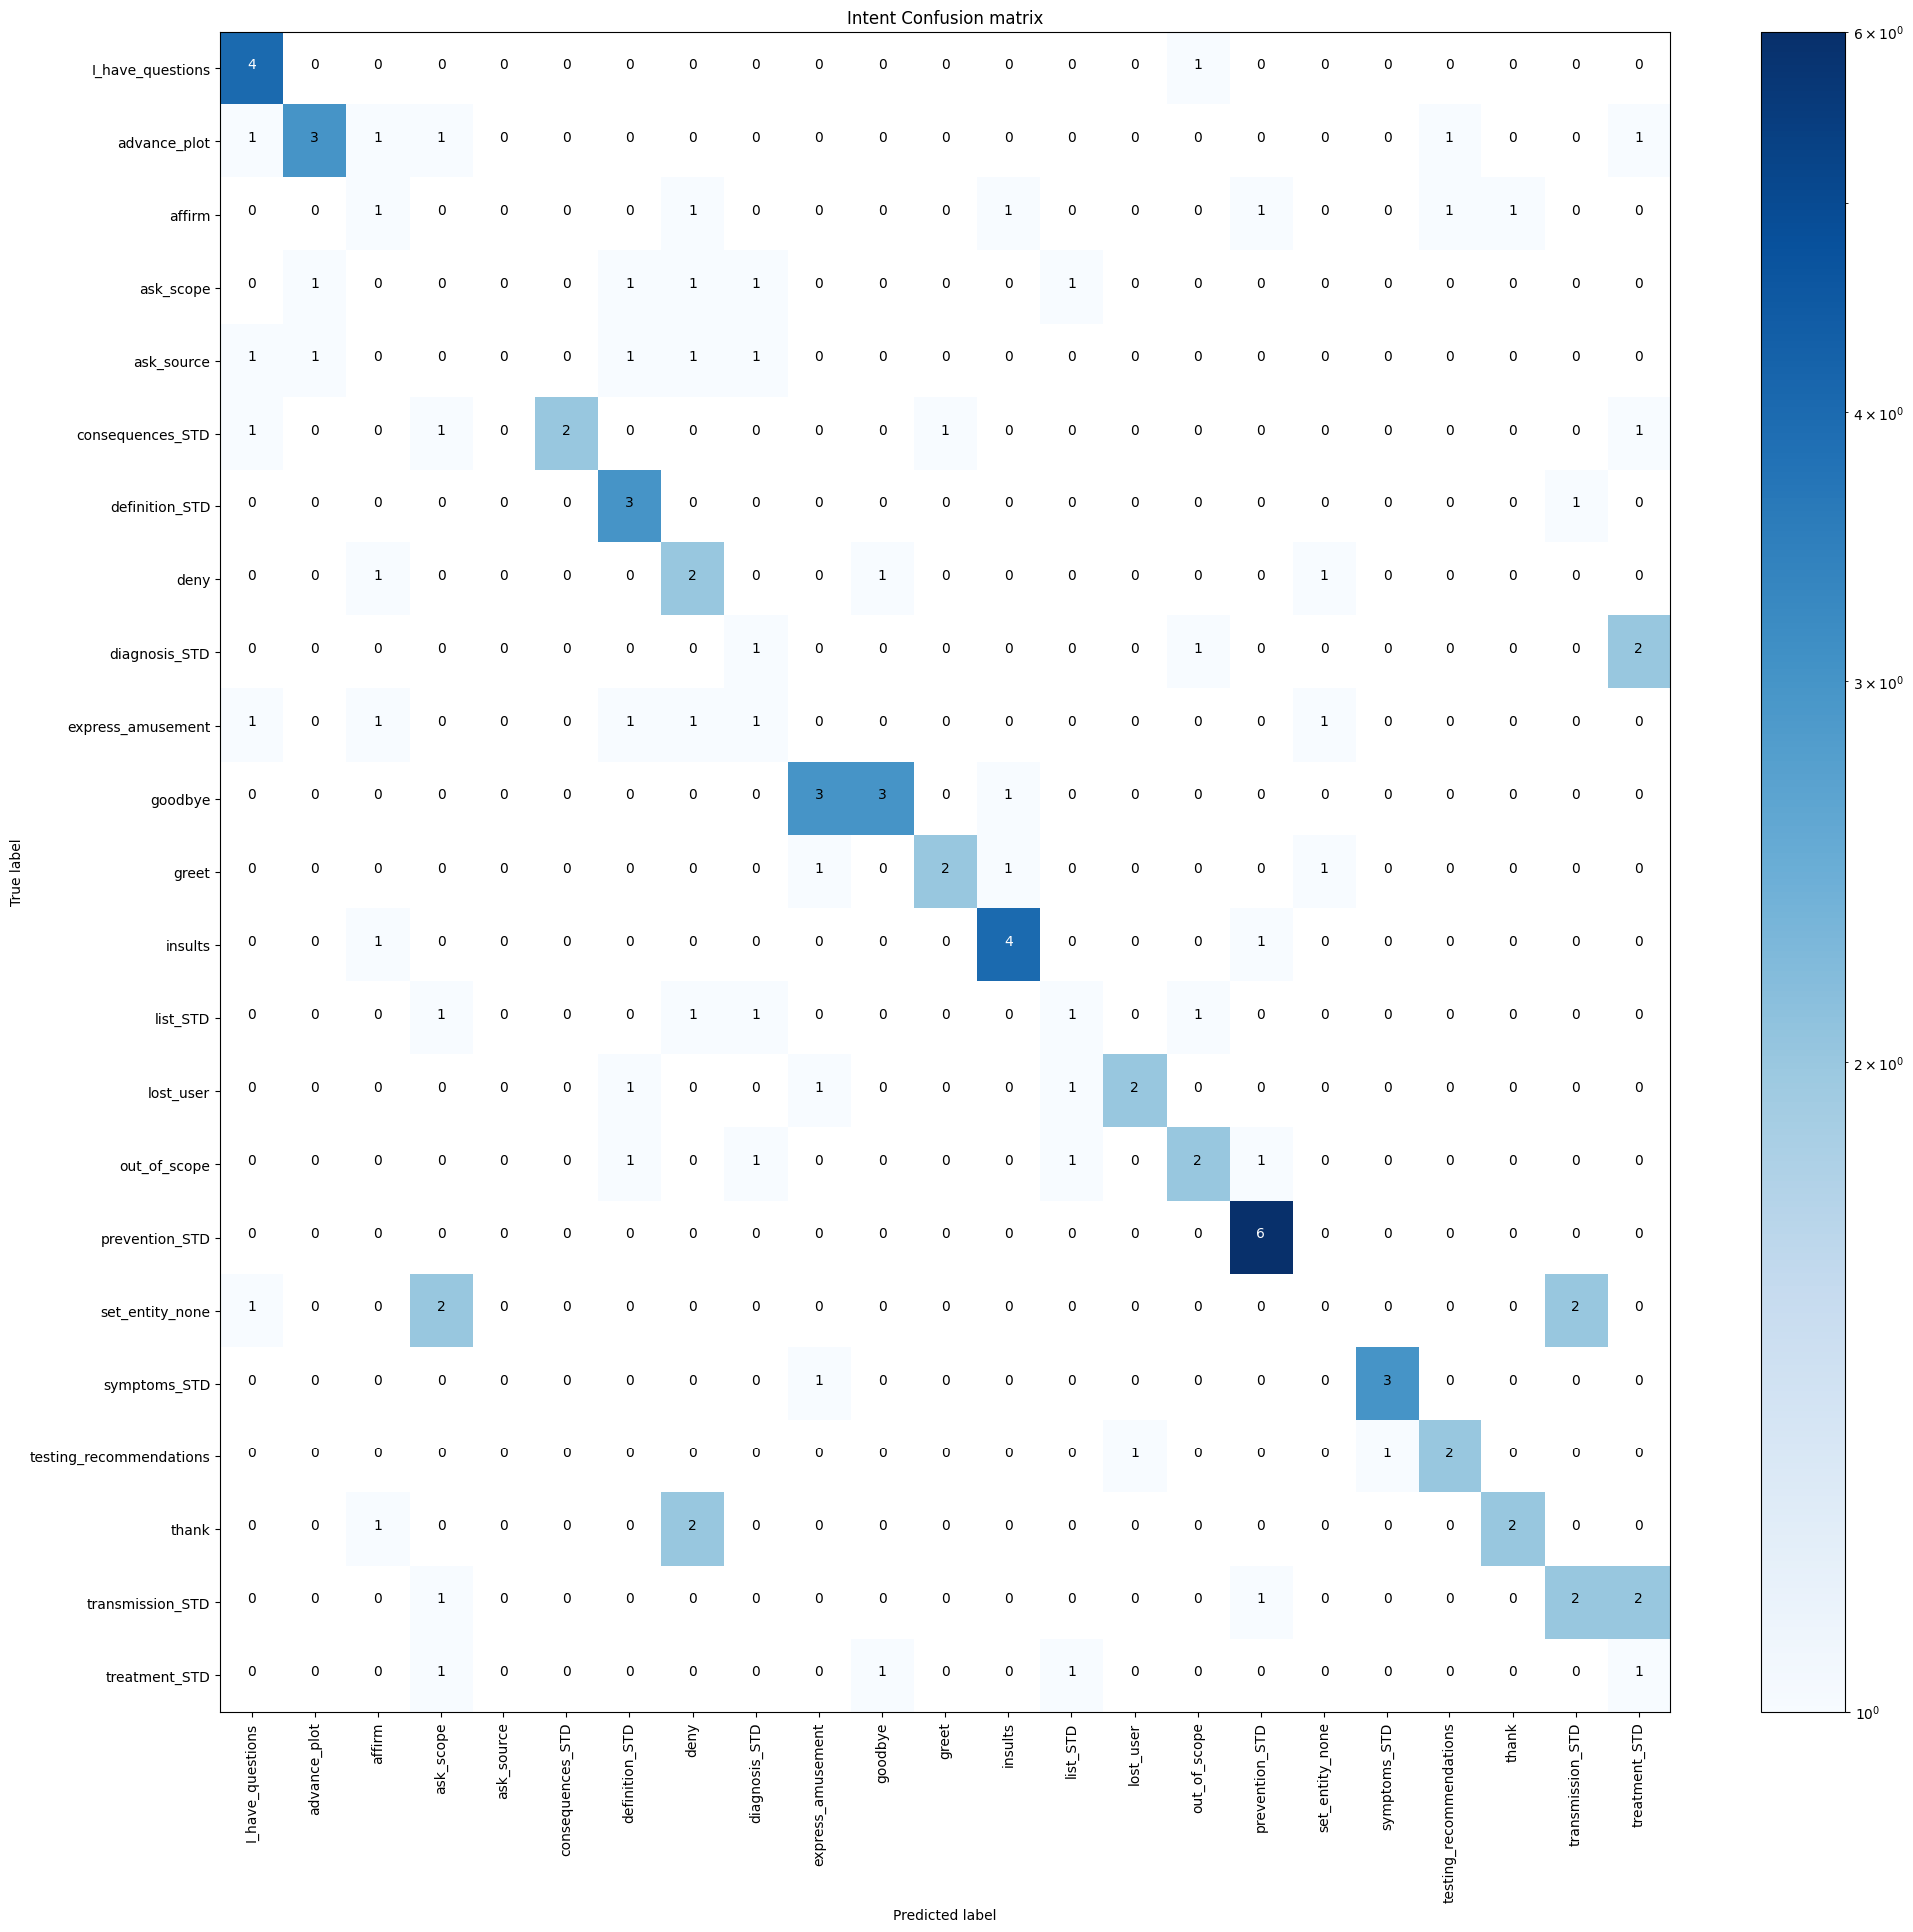 Intent Confusion matrix
I_have_questions 4 0 0 0 0 0 0 0 0 0 0 0 0 0 0 1 0 0 0 0 0 0 0
advance_plot 1 3 1 1 0 0 0 0 0 0 0 0 0 0 0 0 0 0 0 1 0 0 1
affirm 0 0 1 0 0 0 0 1 0 0 0 0 1 0 0 0 1 0 0 1 1 0 0
ask_scope 0 1 0 0 0 0 1 1 1 0 0 0 0 1 0 0 0 0 0 0 0 0 0
ask_source 1 1 0 0 0 0 1 1 1 0 0 0 0 0 0 0 0 0 0 0 0 0 0
consequences_STD 1 0 0 1 0 2 0 0 0 0 0 1 0 0 0 0 0 0 0 0 0 0 1
definition_STD 0 0 0 0 0 0 3 0 0 0 0 0 0 0 0 0 0 0 0 0 0 1 0
deny 0 0 1 0 0 0 0 2 0 0 1 0 0 0 0 0 0 1 0 0 0 0 0
diagnosis_STD 0 0 0 0 0 0 0 0 1 0 0 0 0 0 0 1 0 0 0 0 0 0 2
express_amusement 1 0 1 0 0 0 1 1 1 0 0 0 0 0 0 0 0 1 0 0 0 0 0
goodbye 0 0 0 0 0 0 0 0 0 3 3 0 1 0 0 0 0 0 0 0 0 0 0
greet 0 0 0 0 0 0 0 0 0 1 0 2 1 0 0 0 0 1 0 0 0 0 0
insults 0 0 1 0 0 0 0 0 0 0 0 0 4 0 0 0 1 0 0 0 0 0 0
list_STD 0 0 0 1 0 0 0 1 1 0 0 0 0 1 0 1 0 0 0 0 0 0 0
lost_user 0 0 0 0 0 0 1 0 0 1 0 0 0 1 2 0 0 0 0 0 0 0 0
out_of_scope 0 0 0 0 0 0 1 0 1 0 0 0 0 1 0 2 1 0 0 0 0 0 0
prevention_STD 0 0 0 0 0 0 0 0 0 0 0 0 0 0 0 0 6 0 0 0 0 0 0
set_entity_none 1 0 0 2 0 0 0 0 0 0 0 0 0 0 0 0 0 0 0 0 0 2 0
symptoms_STD 0 0 0 0 0 0 0 0 0 1 0 0 0 0 0 0 0 0 3 0 0 0 0
testing_recommendations 0 0 0 0 0 0 0 0 0 0 0 0 0 0 1 0 0 0 1 2 0 0 0
thank 0 0 1 0 0 0 0 2 0 0 0 0 0 0 0 0 0 0 0 0 2 0 0
transmission_STD 0 0 0 1 0 0 0 0 0 0 0 0 0 0 0 0 1 0 0 0 0 2 2
treatment_STD 0 0 0 1 0 0 0 0 0 0 1 0 0 1 0 0 0 0 0 0 0 0 1
True label
I_have_questions
advance_plot
affirm
ask_scope
ask_source
consequences_STD
definition_STD
deny
diagnosis_STD
express_amusement
goodbye
greet
insults
list_STD
lost_user
out_of_scope
prevention_STD
set_entity_none
symptoms_STD
testing_recommendations
thank
transmission_STD
treatment_STD
Predicted label
6 × 10⁰
4 × 10⁰
3 × 10⁰
2 × 10⁰
10⁰